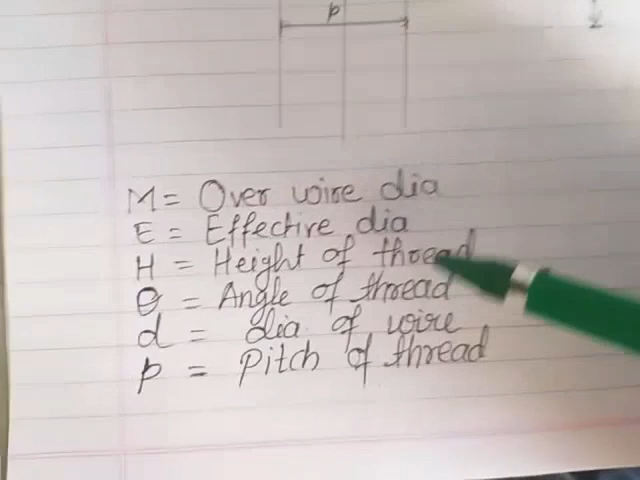 p
M = Over wire dia
E = Effective dia
H = Height of thread
θ = Angle of thread
d = dia of wire
p = Pitch of thread